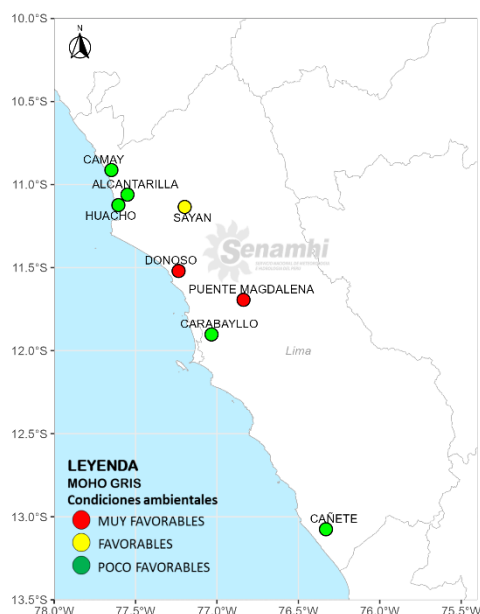 10.0°S
N
10.5°S
CAMAY
11.0°S
ALCANTARILLA
HUACHO
SAYAN
Senamhi
11.5°S
DONOSO
PUENTE MAGDALENA
CARABAYLLO
12.0°S
Lima
12.5°S
LEYENDA
MOHO GRIS
Condiciones ambientales
MUY FAVORABLES
FAVORABLES
POCO FAVORABLES
13.0°S
CAÑETE
13.5°S
78.0°W 77.5°W 77.0°W 76.5°W 76.0°W 75.5°W